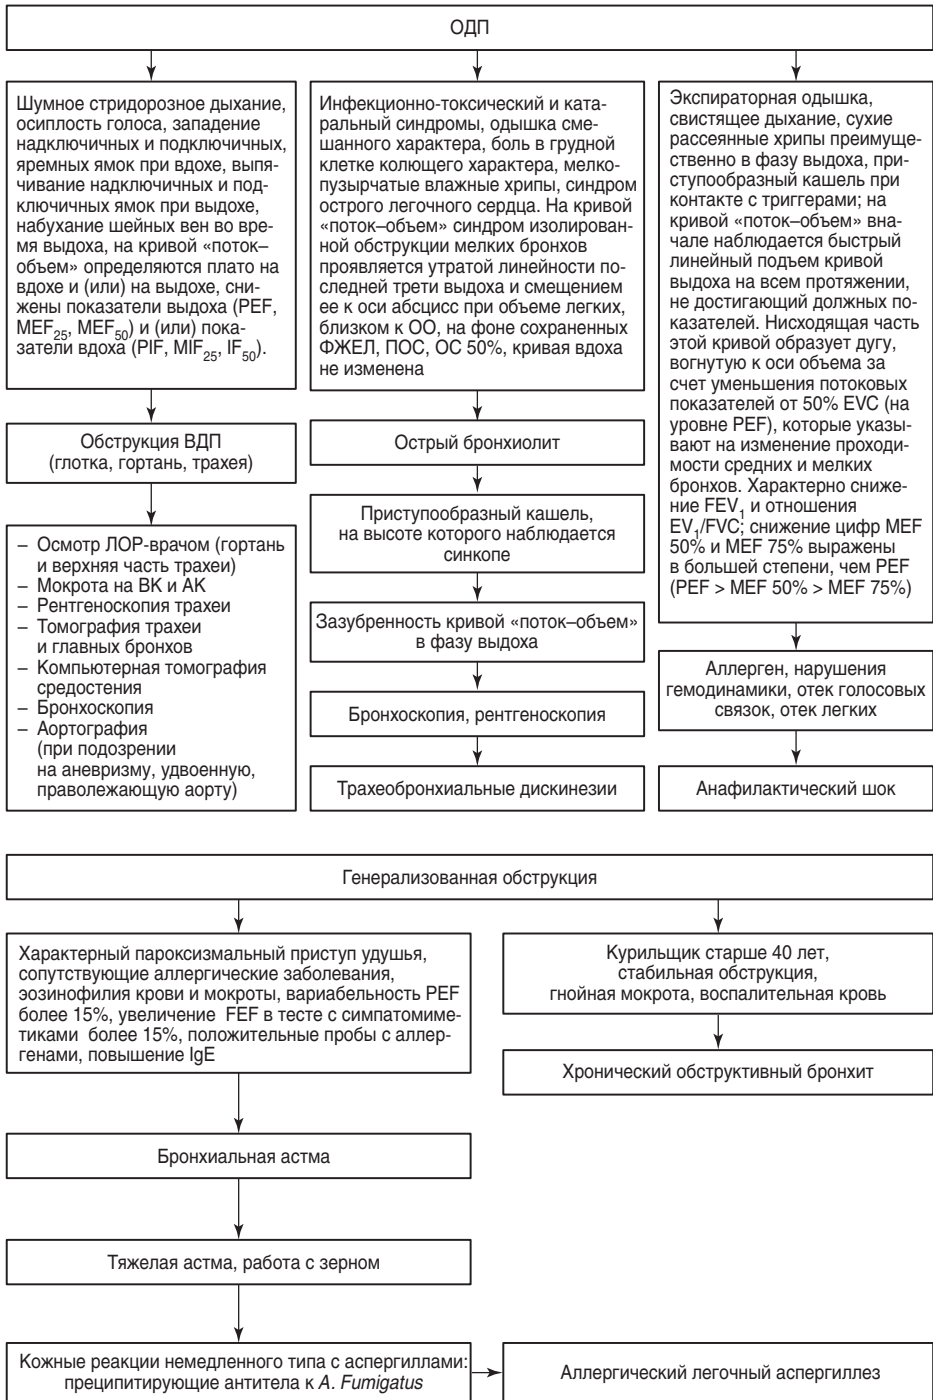 ОДП
Шумное стридорозное дыхание,
осиплость голоса, западение
надключичных и подключичных,
яремных ямок при вдохе, выпя-
чивание надключичных и под-
ключичных ямок при выдохе,
набухание шейных вен во вре-
мя выдоха, на кривой «поток–
объем» определяются плато на
вдохе и (или) на выдохе, сни-
жены показатели выдоха (PEF,
MEF25, MEF50) и (или) пока-
затели вдоха (PIF, MIF25, IF50).
Обструкция ВДП
(глотка, гортань, трахея)
– Осмотр ЛОР-врачом (гортань
и верхняя часть трахеи)
– Мокрота на ВК и АК
– Рентгеноскопия трахеи
– Томография трахеи
и главных бронхов
– Компьютерная томография
средостения
– Бронхоскопия
– Аортография
(при подозрении
на аневризму, удвоенную,
праволежащую аорту)
Инфекционно-токсический и ката-
ральный синдромы, одышка сме-
шанного характера, боль в грудной
клетке колющего характера, мелко-
пузырчатые влажные хрипы, синдром
острого легочного сердца. На кривой
«поток–объем» синдром изолирован-
ной обструкции мелких бронхов
проявляется утратой линейности по-
следней трети выдоха и смещением
ее к оси абсцисс при объеме легких,
близком к ОО, на фоне сохраненных
ФЖЕЛ, ПОС, ОС 50%, кривая вдоха
не изменена
Острый бронхиолит
Приступообразный кашель,
на высоте которого наблюдается
синкопе
Зазубренность кривой «поток–объем»
в фазу выдоха
Бронхоскопия, рентгеноскопия
Трахеобронхиальные дискинезии
Экспираторная одышка,
свистящее дыхание, сухие
рассеянные хрипы преимуще-
ственно в фазу выдоха, при-
ступообразный кашель при
контакте с триггерами; на
кривой «поток–объем» вна-
чале наблюдается быстрый
линейный подъем кривой
выдоха на всем протяжении,
не достигающий должных по-
казателей. Нисходящая часть
этой кривой образует дугу,
вогнутую к оси объема за
счет уменьшения потоковых
показателей от 50% EVC (на
уровне PEF), которые указы-
вают на изменение проходи-
мости средних и мелких
бронхов. Характерно сниже-
ние FEV1 и отношения
EV1/FVC; снижение цифр MEF
50% и MEF 75% выражены
в большей степени, чем PEF
(PEF > MEF 50% > MEF 75%)
Аллерген, нарушения
гемодинамики, отек голосовых
связок, отек легких
Анафилактический шок
Генерализованная обструкция
Характерный пароксизмальный приступ удушья,
сопутствующие аллергические заболевания,
эозинофилия крови и мокроты, вариабельность PEF
более 15%, увеличение FEF в тесте с симпатомиме-
тиками более 15%, положительные пробы с аллер-
генами, повышение IgE
Бронхиальная астма
Тяжелая астма, работа с зерном
Кожные реакции немедленного типа с аспергиллами:
преципитирующие антитела к A. Fumigatus
Курильщик старше 40 лет,
стабильная обструкция,
гнойная мокрота, воспалительная кровь
Хронический обструктивный бронхит
Аллергический легочный аспергиллез